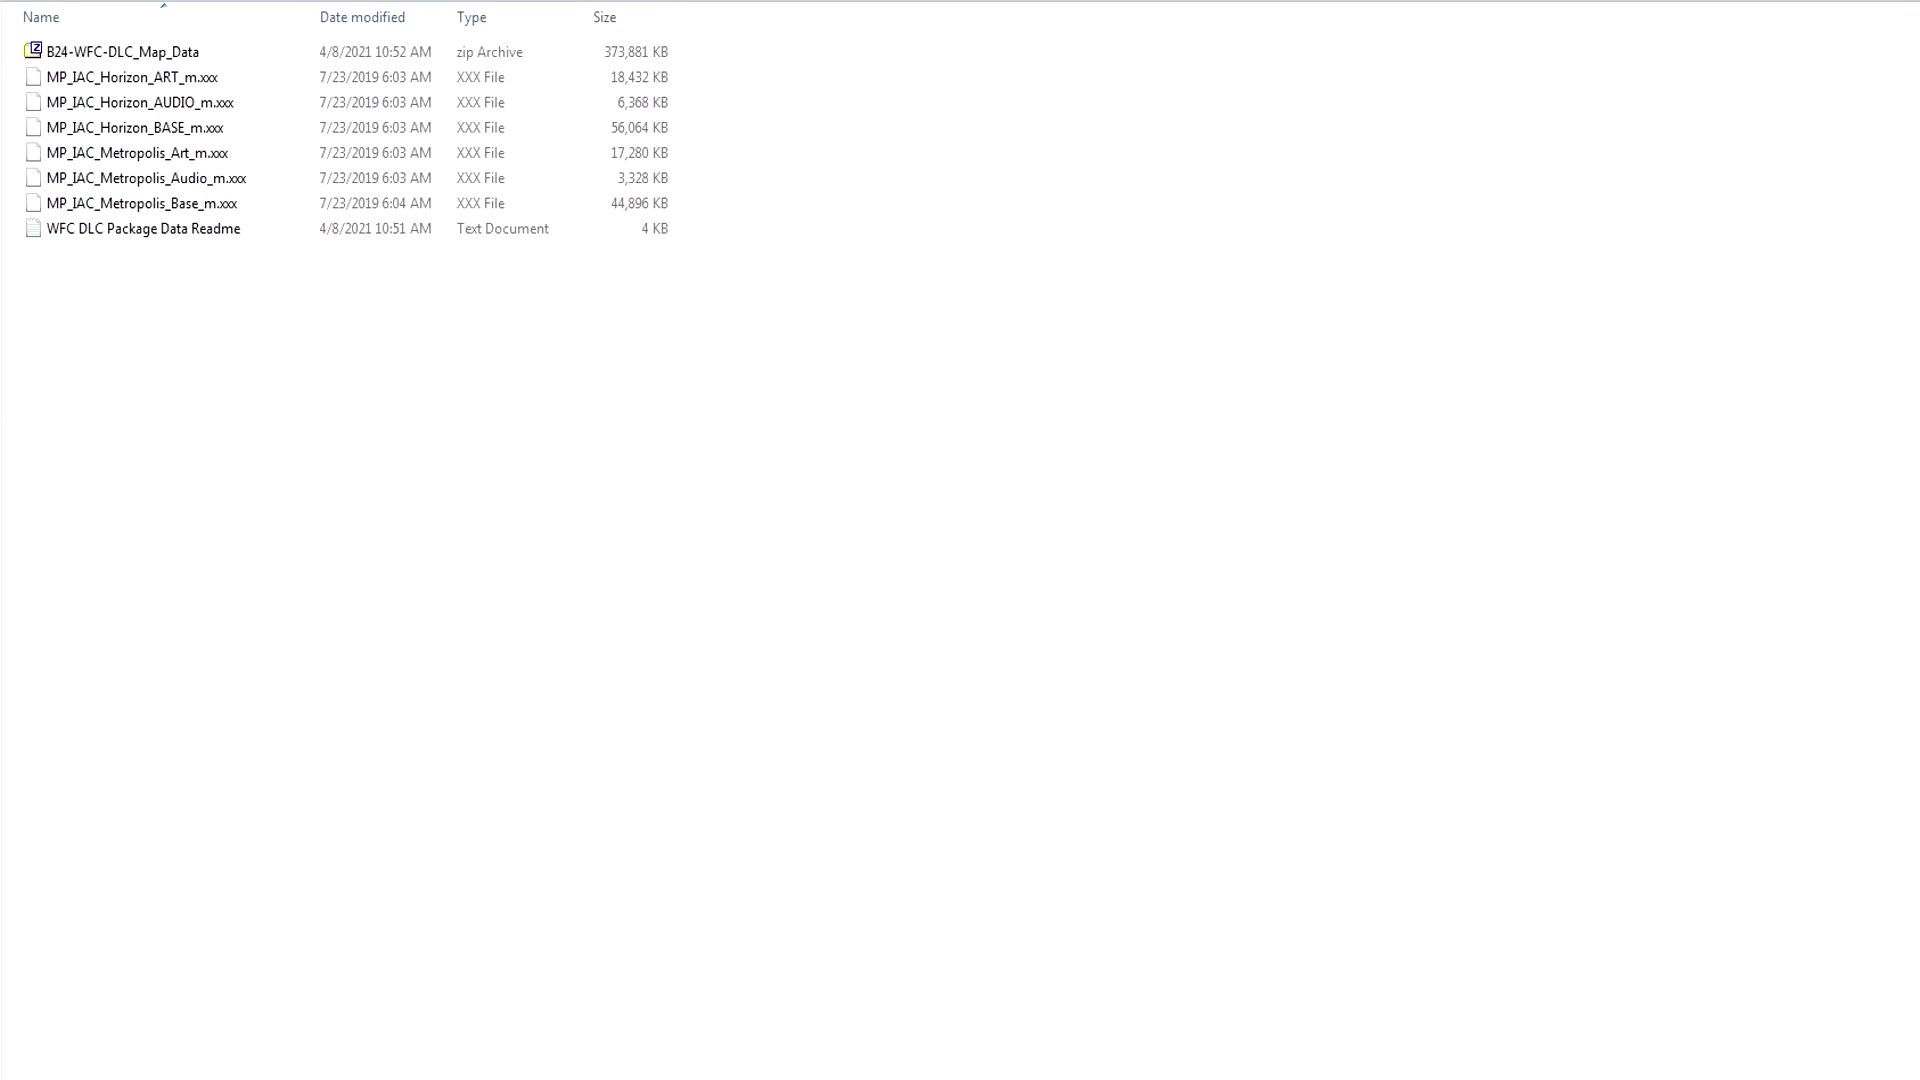 Name Date modified Type Size
B24-WFC-DLC_Map_Data 4/8/2021 10:52 AM zip Archive 373,881 KB
MP_IAC_Horizon_ART_m.xxx 7/23/2019 6:03 AM XXX File 18,432 KB
MP_IAC_Horizon_AUDIO_m.xxx 7/23/2019 6:03 AM XXX File 6,368 KB
MP_IAC_Horizon_BASE_m.xxx 7/23/2019 6:03 AM XXX File 56,064 KB
MP_IAC_Metropolis_Art_m.xxx 7/23/2019 6:03 AM XXX File 17,280 KB
MP_IAC_Metropolis_Audio_m.xxx 7/23/2019 6:03 AM XXX File 3,328 KB
MP_IAC_Metropolis_Base_m.xxx 7/23/2019 6:04 AM XXX File 44,896 KB
WFC DLC Package Data Readme 4/8/2021 10:51 AM Text Document 4 KB